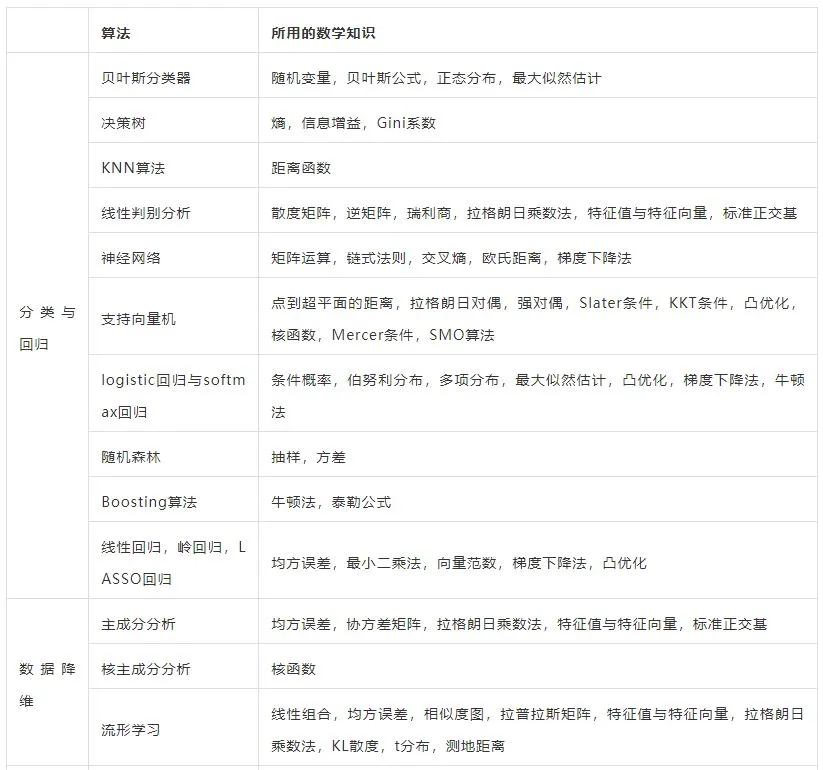 算法 所用的数学知识
贝叶斯分类器 随机变量，贝叶斯公式，正态分布，最大似然估计
决策树 熵，信息增益，Gini系数
KNN算法 距离函数
线性判别分析 散度矩阵，逆矩阵，瑞利商，拉格朗日乘数法，特征值与特征向量，标准正交基
神经网络 矩阵运算，链式法则，交叉熵，欧氏距离，梯度下降法
分类与
回归
支持向量机
点到超平面的距离，拉格朗日对偶，强对偶，Slater条件，KKT条件，凸优化，
核函数，Mercer条件，SMO算法
logistic回归与softm
ax回归
条件概率，伯努利分布，多项分布，最大似然估计，凸优化，梯度下降法，牛顿
法
随机森林 抽样，方差
Boosting算法 牛顿法，泰勒公式
线性回归，岭回归，L
ASSO回归
均方误差，最小二乘法，向量范数，梯度下降法，凸优化
数据降
维
主成分分析 均方误差，协方差矩阵，拉格朗日乘数法，特征值与特征向量，标准正交基
核主成分分析 核函数
流形学习
线性组合，均方误差，相似度图，拉普拉斯矩阵，特征值与特征向量，拉格朗日
乘数法，KL散度，t分布，测地距离